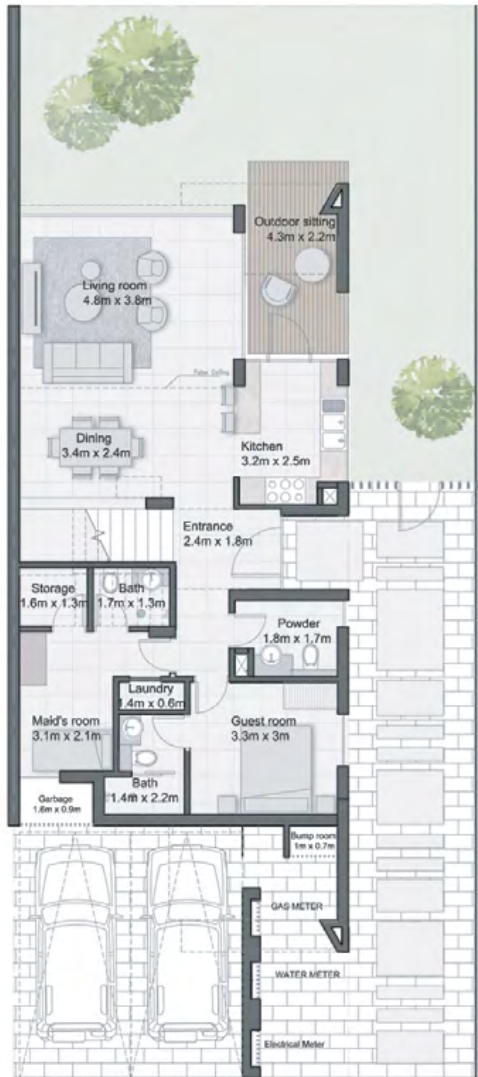 Outdoor sitting
4.3m x 2.2m
Living room
4.8m x 3.8m
False Ceiling
Dining
3.4m x 2.4m
Kitchen
3.2m x 2.5m
Entrance
2.4m x 1.8m
Storage
1.6m x 1.3m
Bath
1.7m x 1.3m
Powder
1.8m x 1.7m
Laundry
1.4m x 0.6m
Maid's room
3.1m x 2.1m
Guest room
3.3m x 3m
Bath
1.4m x 2.2m
Garbage
1.6m x 0.9m
Bump room
1m x 0.7m
GAS METER
WATER METER
Electrical Meter